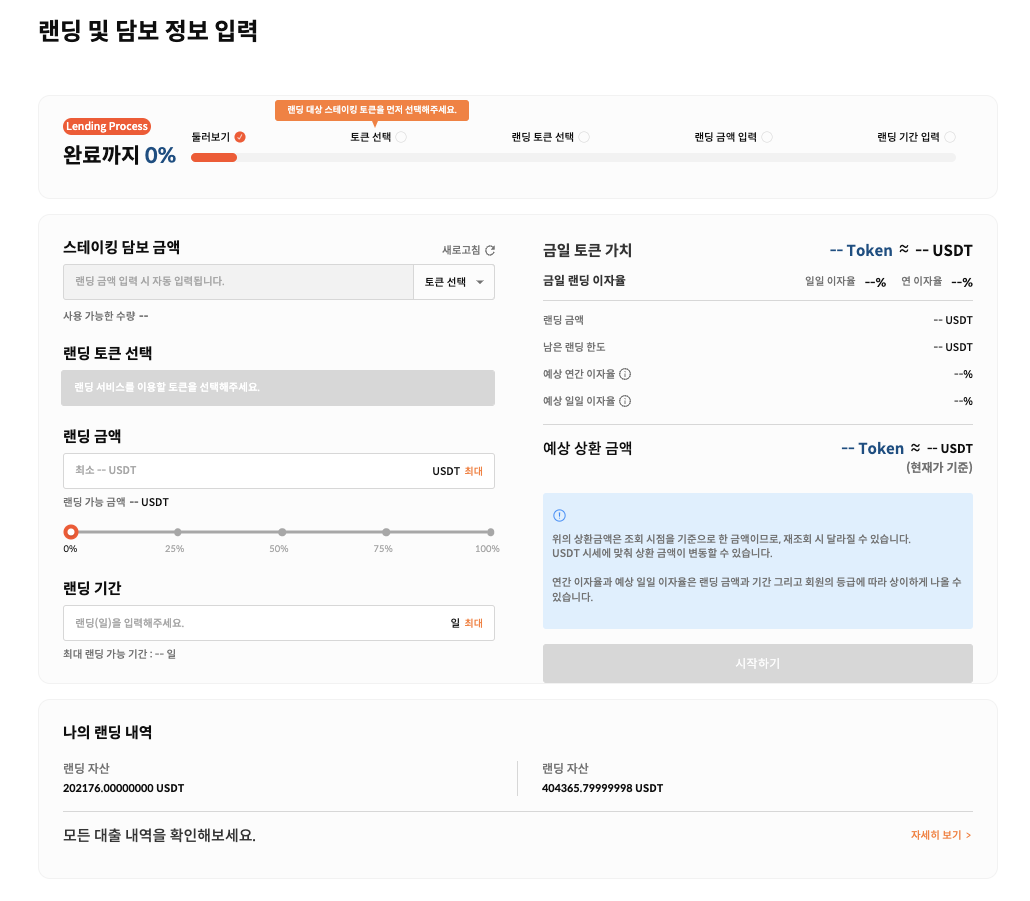 랜딩 및 담보 정보 입력
랜딩 대상 스테이킹 토큰을 먼저 선택해주세요.
Lending Process
완료까지 0%
둘러보기
토큰 선택
랜딩 토큰 선택
랜딩 금액 입력
랜딩 기간 입력
스테이킹 담보 금액
새로고침
랜딩 금액 입력 시 자동 입력됩니다.
토큰 선택
사용 가능한 수량 --
랜딩 토큰 선택
랜딩 서비스를 이용할 토큰을 선택해주세요.
랜딩 금액
최소 -- USDT
USDT 최대
랜딩 가능 금액 -- USDT
0%
25%
50%
75%
100%
랜딩 기간
랜딩(일)을 입력해주세요.
일 최대
최대 랜딩 가능 기간 : -- 일
금일 토큰 가치
-- Token ≈ -- USDT
금일 랜딩 이자율
일일 이자율 --%
연 이자율 --%
랜딩 금액
-- USDT
남은 랜딩 한도
-- USDT
예상 연간 이자율
--%
예상 일일 이자율
--%
예상 상환 금액
-- Token ≈ -- USDT
(현재가 기준)
위의 상환금액은 조회 시점을 기준으로 한 금액이므로, 재조회 시 달라질 수 있습니다.
USDT 시세에 맞춰 상환 금액이 변동할 수 있습니다.
연간 이자율과 예상 일일 이자율은 랜딩 금액과 기간 그리고 회원의 등급에 따라 상이하게 나올 수
있습니다.
시작하기
나의 랜딩 내역
랜딩 자산
202176.00000000 USDT
랜딩 자산
404365.79999998 USDT
모든 대출 내역을 확인해보세요.
자세히 보기 >